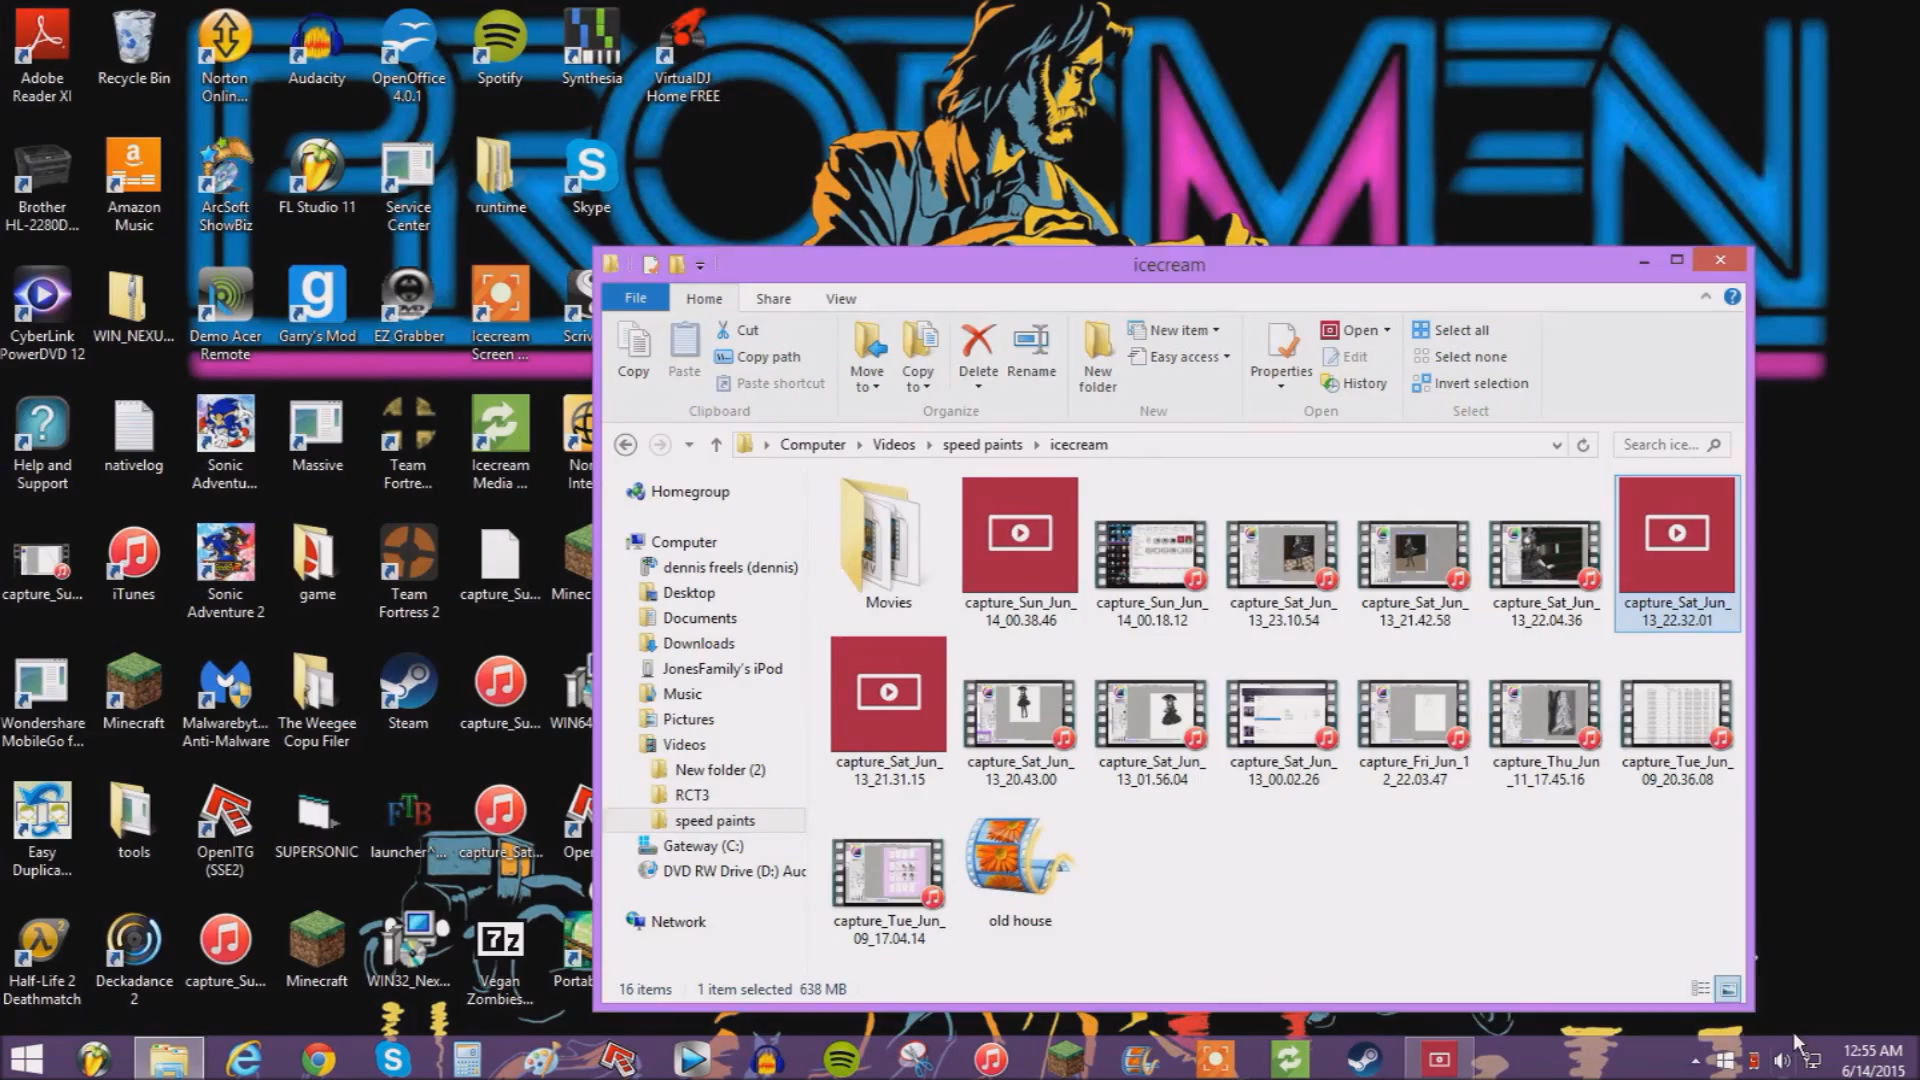 PROTOMEN
Adobe
Reader XI
Recycle Bin
Norton
Onlin...
Audacity
OpenOffice
4.0.1
Spotify
Synthesia
VirtualDJ
Home FREE
Brother
HL-2280D...
Amazon
Music
ArcSoft
ShowBiz
FL Studio 11
Service
Center
runtime
Skype
CyberLink
PowerDVD 12
WIN_NEXU...
Demo Acer
Remote
Garry's Mod
EZ Grabber
Icecream
Screen ...
Scriv
Help and
Support
nativelog
Sonic
Adventu...
Massive
Team
Fortre...
Icecream
Media ...
Nor
Inte
capture_Su...
iTunes
Sonic
Adventure 2
game
Team
Fortress 2
capture_Su...
Minec
Wondershare
MobileGo f...
Minecraft
Malwarebyt...
Anti-Malware
The Weegee
Copu Filer
Steam
capture_Su...
WIN64
Easy
Duplica...
tools
OpenITG
(SSE2)
SUPERSONIC
FTB
launcher^...
capture_Sat...
Ope
Half-Life 2
Deathmatch
Deckadance
2
capture_Su...
Minecraft
WIN32_Nex...
7z
Vegan
Zombies...
Porta
icecream
File
Home
Share
View
Copy
Paste
Cut
Copy path
Paste shortcut
Clipboard
Move
to
Copy
to
Delete
Rename
Organize
New
folder
New item
Easy access
New
Properties
Open
Edit
History
Open
Select all
Select none
Invert selection
Select
Computer
Videos
speed paints
icecream
Search ice...
Homegroup
Computer
dennis freels (dennis)
Desktop
Documents
Downloads
JonesFamily's iPod
Music
Pictures
Videos
New folder (2)
RCT3
speed paints
Gateway (C:)
DVD RW Drive (D:) Auc
Network
Movies
capture_Sun_Jun_
14_00.38.46
capture_Sun_Jun_
14_00.18.12
capture_Sat_Jun_
13_23.10.54
capture_Sat_Jun_
13_21.42.58
capture_Sat_Jun_
13_22.04.36
capture_Sat_Jun_
13_22.32.01
capture_Sat_Jun_
13_21.31.15
capture_Sat_Jun_
13_20.43.00
capture_Sat_Jun_
13_01.56.04
capture_Sat_Jun_
13_00.02.26
capture_Fri_Jun_1
2_22.03.47
capture_Thu_Jun
_11_17.45.16
capture_Tue_Jun_
09_20.36.08
capture_Tue_Jun_
09_17.04.14
old house
16 items
1 item selected 638 MB
12:55 AM
6/14/2015